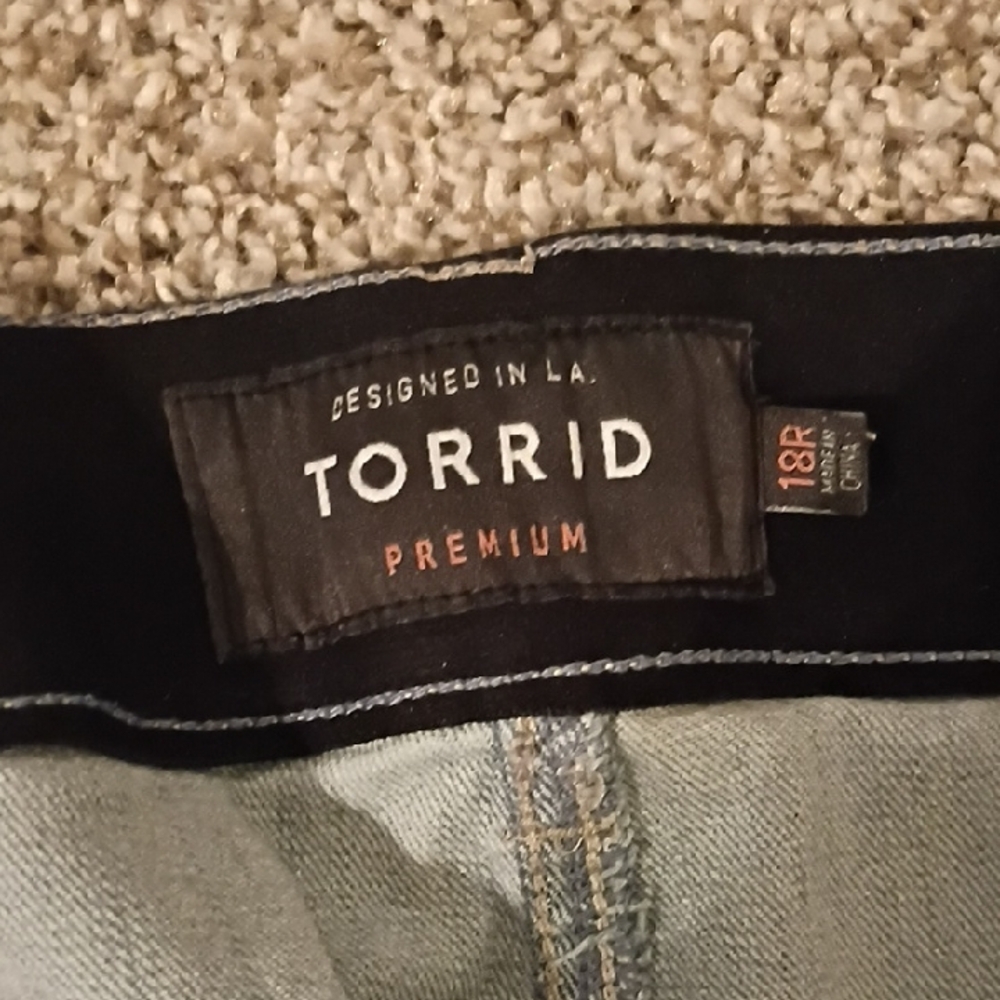 DESIGNED IN L.A.
TORRID
PREMIUM
18R
MADE IN
CHINA